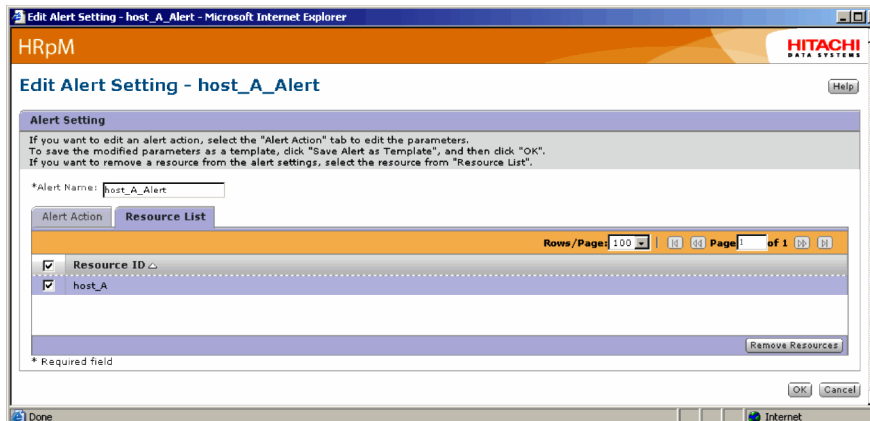 Edit Alert Setting - host_A_Alert - Microsoft Internet Explorer
HRpM
HITACHI
DATA SYSTEMS
Edit Alert Setting - host_A_Alert
Help
Alert Setting
If you want to edit an alert action, select the "Alert Action" tab to edit the parameters.
To save the modified parameters as a template, click "Save Alert as Template", and then click "OK".
If you want to remove a resource from the alert settings, select the resource from "Resource List".
*Alert Name: host_A_Alert
Alert Action Resource List
Rows/Page: 100 Page 1 of 1
Resource ID
host_A
Remove Resources
* Required field
OK Cancel
Done Internet